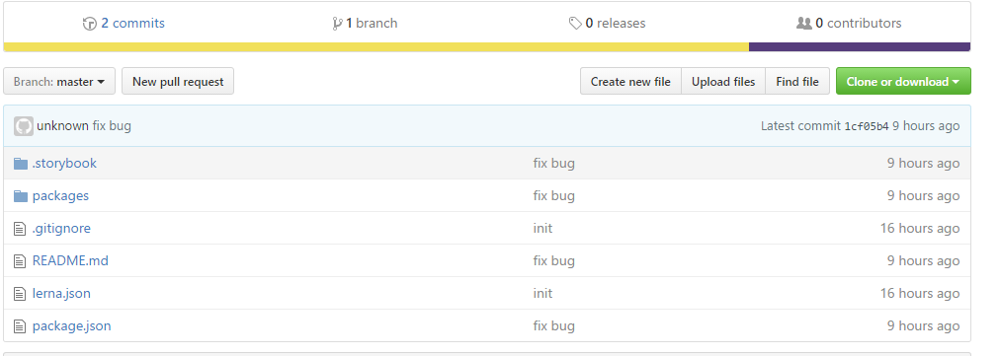 2 commits 1 branch 0 releases 0 contributors
Branch: master New pull request Create new file Upload files Find file Clone or download
unknown fix bug Latest commit 1cf05b4 9 hours ago
.storybook fix bug 9 hours ago
packages fix bug 9 hours ago
.gitignore init 16 hours ago
README.md fix bug 9 hours ago
lerna.json init 16 hours ago
package.json fix bug 9 hours ago